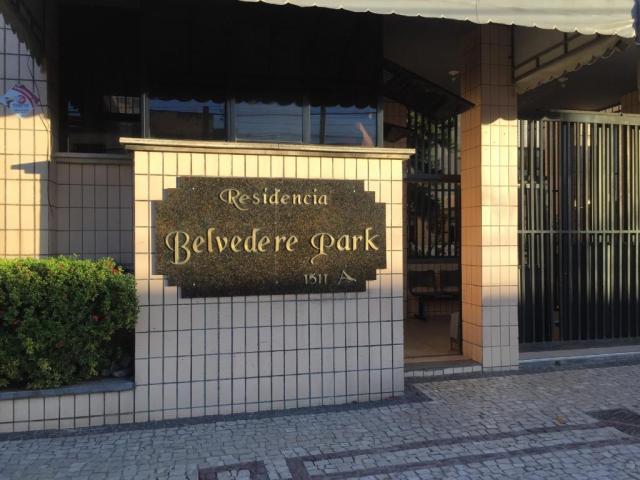 Residencia
Belvedere Park
1511 A